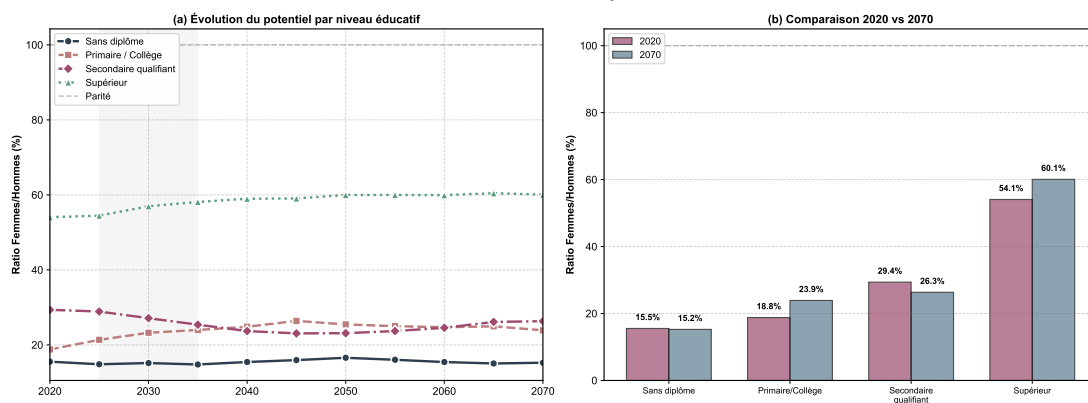 (a) Évolution du potentiel par niveau éducatif
Ratio Femmes/Hommes (%)
100
80
60
40
20
Sans diplôme
Primaire / Collège
Secondaire qualifiant
Supérieur
Parité
2020
2030
2040
2050
2060
2070
(b) Comparaison 2020 vs 2070
Ratio Femmes/Hommes (%)
100
80
60
40
20
0
2020
2070
15.5%
15.2%
18.8%
23.9%
29.4%
26.3%
54.1%
60.1%
Sans diplôme
Primaire/Collège
Secondaire
qualifiant
Supérieur